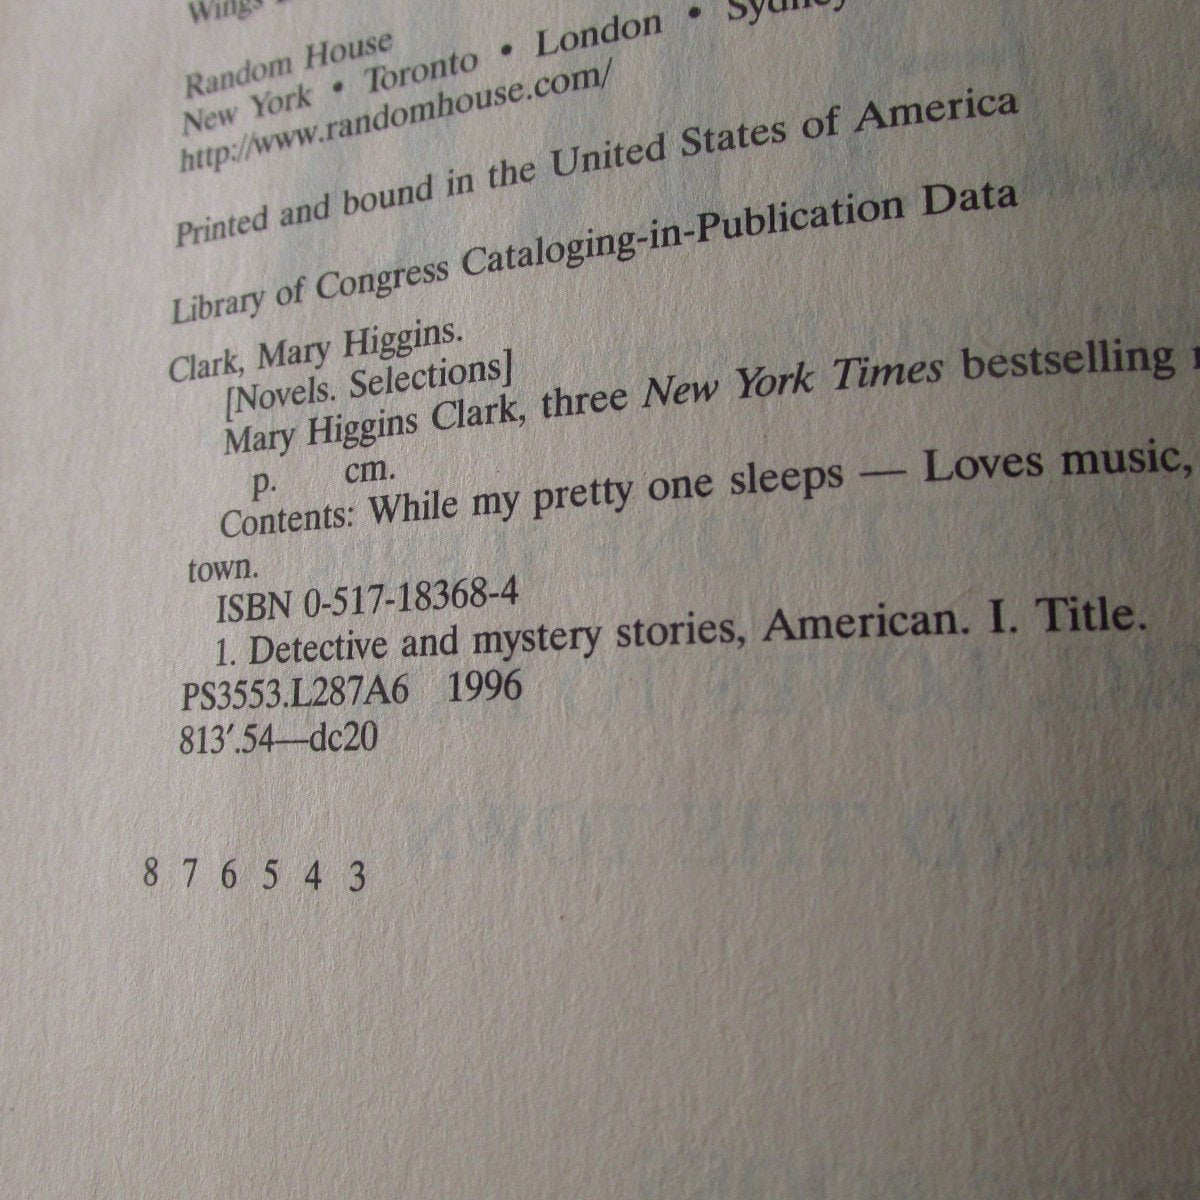 Wings
Random House
New York • Toronto • London • Sydney
http://www.randomhouse.com/
Printed and bound in the United States of America
Library of Congress Cataloging-in-Publication Data
Clark, Mary Higgins.
[Novels. Selections]
Mary Higgins Clark, three New York Times bestselling
p. cm.
Contents: While my pretty one sleeps — Loves music,
town.
ISBN 0-517-18368-4
1. Detective and mystery stories, American. I. Title.
PS3553.L287A6 1996
813′.54—dc20
8 7 6 5 4 3